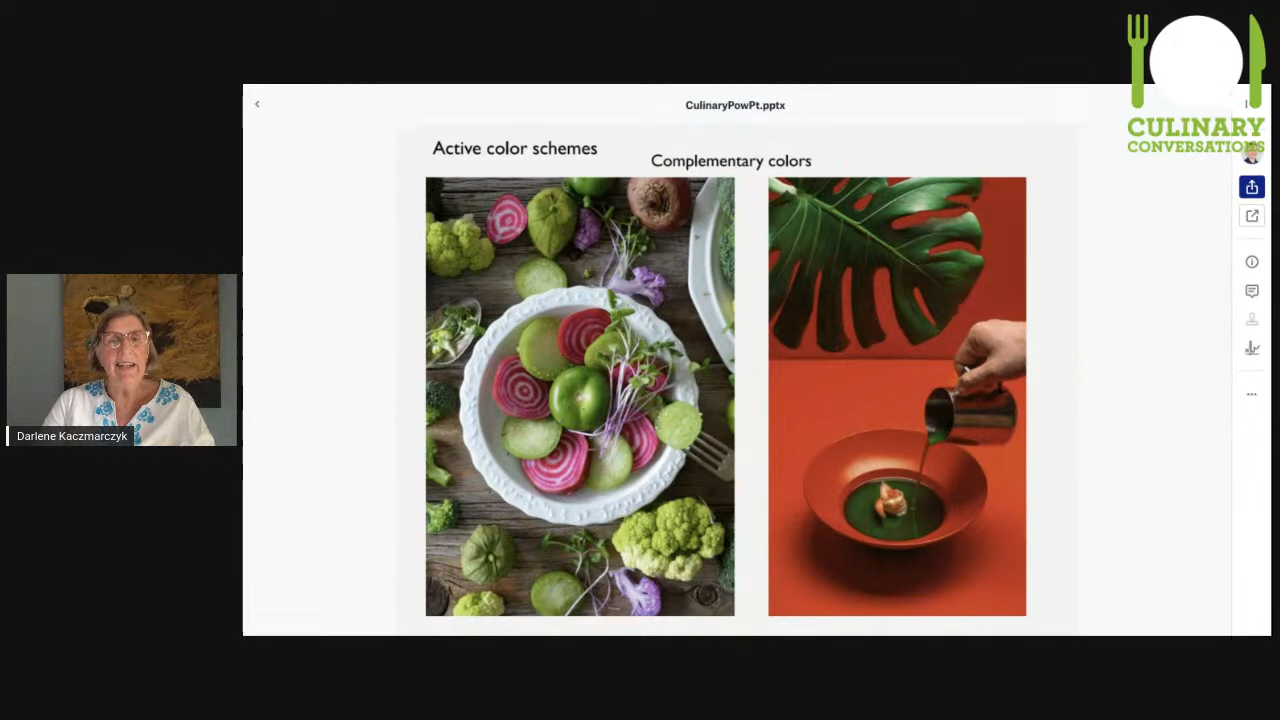 CulinaryPowPt.pptx
CULINARY
CONVERSATIONS
Active color schemes
Complementary colors
Darlene Kaczmarczyk